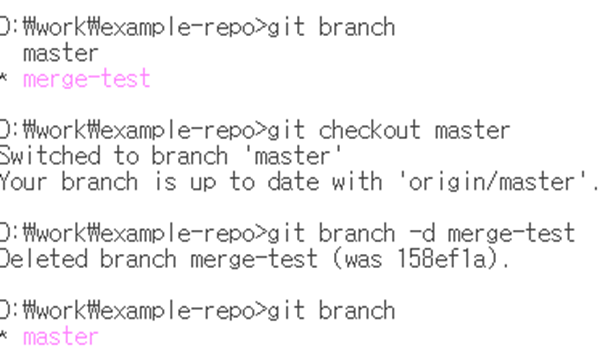 D:₩work₩example-repo>git branch
  master
* merge-test

D:₩work₩example-repo>git checkout master
Switched to branch 'master'
Your branch is up to date with 'origin/master'.

D:₩work₩example-repo>git branch -d merge-test
Deleted branch merge-test (was 158ef1a).

D:₩work₩example-repo>git branch
* master